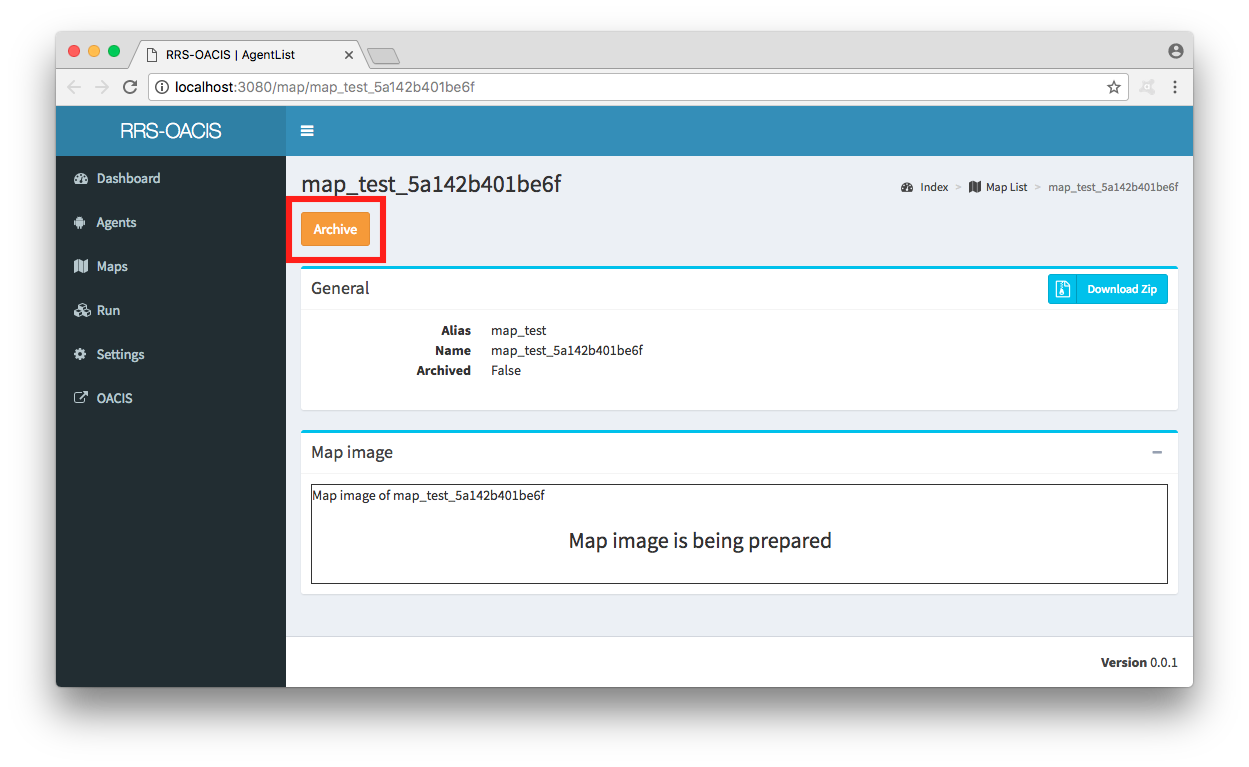 RRS-OACIS | AgentList
localhost:3080/map/map_test_5a142b401be6f
RRS-OACIS
Dashboard
Agents
Maps
Run
Settings
OACIS
map_test_5a142b401be6f
Index > Map List > map_test_5a142b401be6f
Archive
General
Download Zip
Alias map_test
Name map_test_5a142b401be6f
Archived False
Map image
Map image of map_test_5a142b401be6f
Map image is being prepared
Version 0.0.1